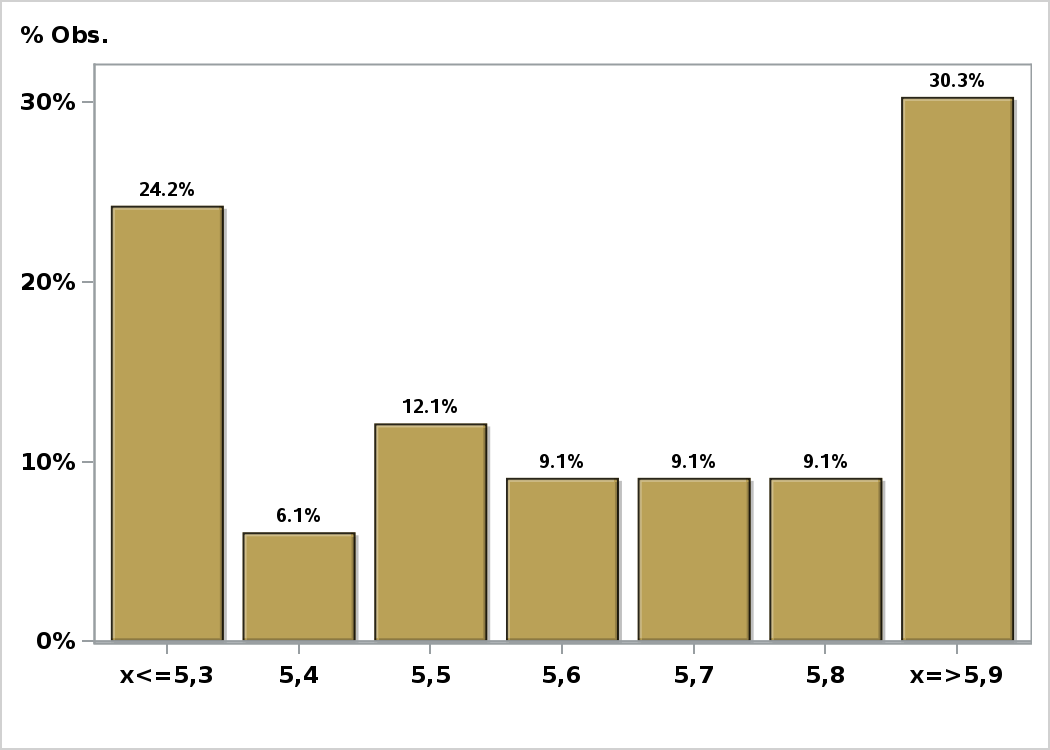 % Obs.
30.3%
30%
24.2%
20%
12.1%
10%
9.1% 9.1% 9.1%
6.1%
0%
x<=5,3 5,4 5,5 5,6 5,7 5,8 x=>5,9